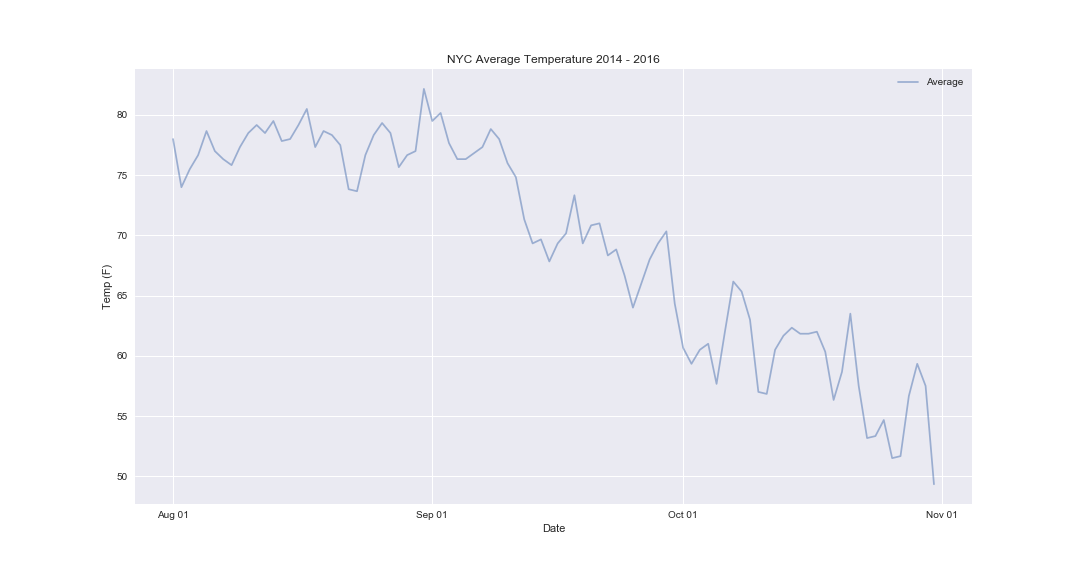 NYC Average Temperature 2014 - 2016
Average
80
75
70
65
60
55
50
Temp (F)
Aug 01
Sep 01
Oct 01
Nov 01
Date